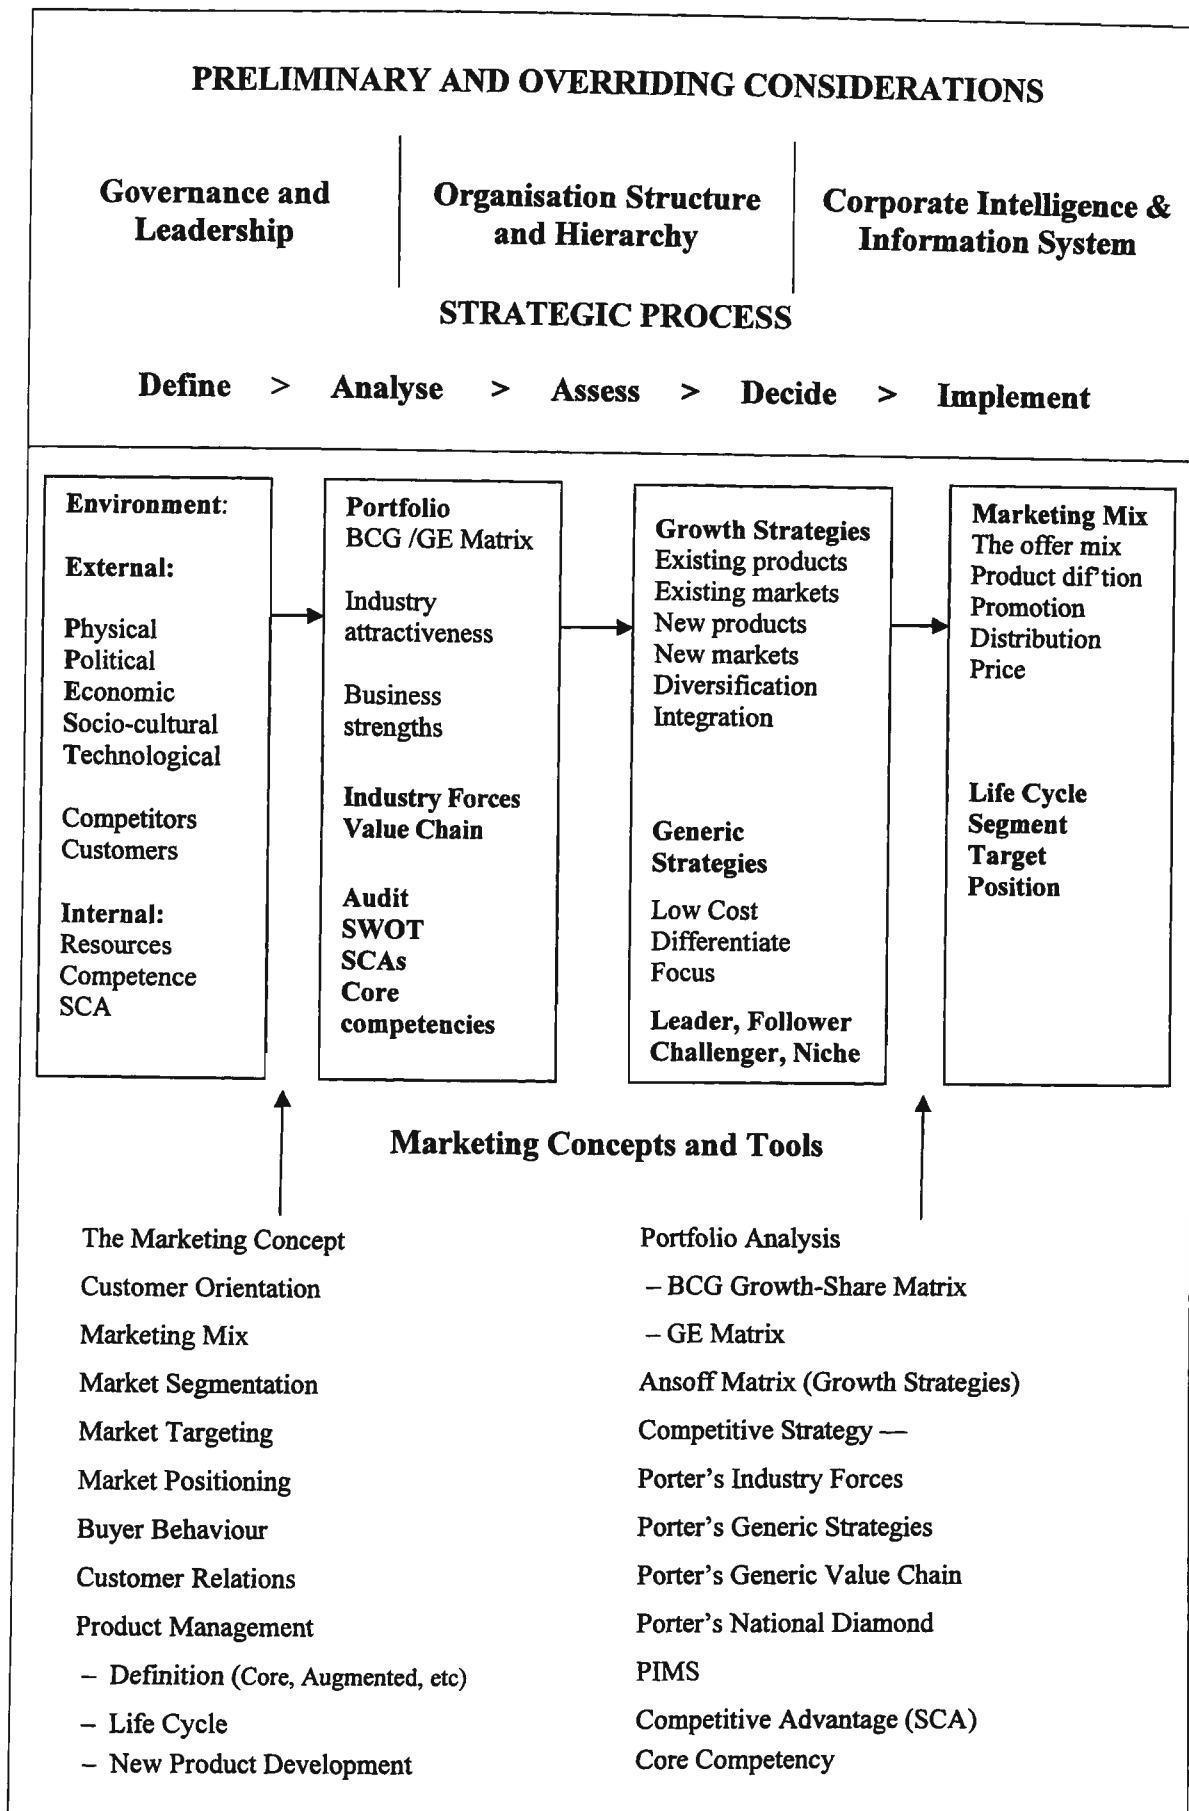 PRELIMINARY AND OVERRIDING CONSIDERATIONS
Governance and
Leadership
Organisation Structure
and Hierarchy
Corporate Intelligence &
Information System
STRATEGIC PROCESS
Define > Analyse > Assess > Decide > Implement
Environment:
External:
Physical
Political
Economic
Socio-cultural
Technological
Competitors
Customers
Internal:
Resources
Competence
SCA
Portfolio
BCG /GE Matrix
Industry
attractiveness
Business
strengths
Industry Forces
Value Chain
Audit
SWOT
SCAs
Core
competencies
Growth Strategies
Existing products
Existing markets
New products
New markets
Diversification
Integration
Generic
Strategies
Low Cost
Differentiate
Focus
Leader, Follower
Challenger, Niche
Marketing Mix
The offer mix
Product dif'tion
Promotion
Distribution
Price
Life Cycle
Segment
Target
Position
Marketing Concepts and Tools
The Marketing Concept
Customer Orientation
Marketing Mix
Market Segmentation
Market Targeting
Market Positioning
Buyer Behaviour
Customer Relations
Product Management
– Definition (Core, Augmented, etc)
– Life Cycle
– New Product Development
Portfolio Analysis
– BCG Growth-Share Matrix
– GE Matrix
Ansoff Matrix (Growth Strategies)
Competitive Strategy —
Porter's Industry Forces
Porter's Generic Strategies
Porter's Generic Value Chain
Porter's National Diamond
PIMS
Competitive Advantage (SCA)
Core Competency